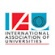 IAU
INTERNATIONAL
ASSOCIATION OF
UNIVERSITIES